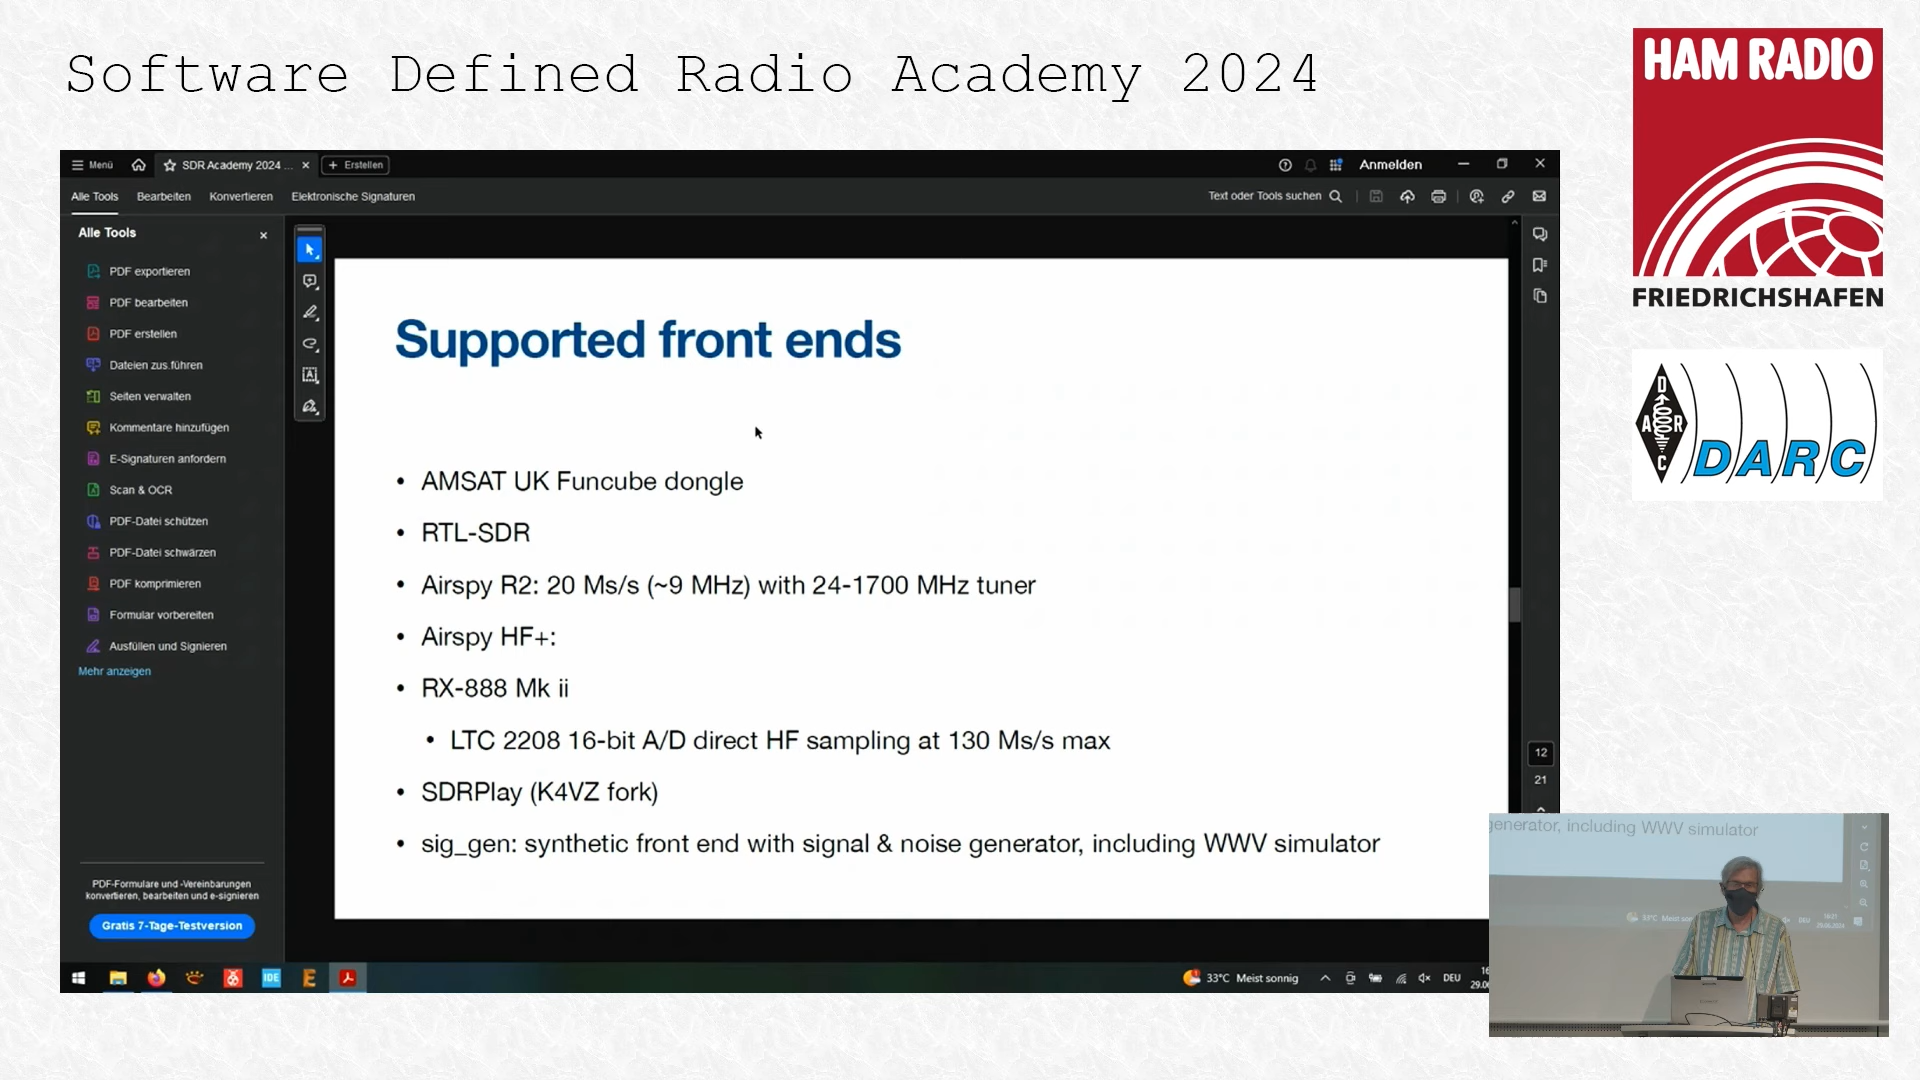 Software Defined Radio Academy 2024
HAM RADIO
FRIEDRICHSHAFEN
D
A R
C
DARC
Menü
SDR Academy 2024 ...
+ Erstellen
Anmelden
Alle Tools
Bearbeiten
Konvertieren
Elektronische Signaturen
Text oder Tools suchen
Alle Tools
PDF exportieren
PDF bearbeiten
PDF erstellen
Dateien zus.führen
Seiten verwalten
Kommentare hinzufügen
E-Signaturen anfordern
Scan & OCR
PDF-Datei schützen
PDF-Datei schwärzen
PDF komprimieren
Formular vorbereiten
Ausfüllen und Signieren
Mehr anzeigen
PDF-Formulare und -Vereinbarungen
konvertieren, bearbeiten und e-signieren
Gratis 7-Tage-Testversion
Supported front ends
• AMSAT UK Funcube dongle
• RTL-SDR
• Airspy R2: 20 Ms/s (~9 MHz) with 24-1700 MHz tuner
• Airspy HF+:
• RX-888 Mk ii
• LTC 2208 16-bit A/D direct HF sampling at 130 Ms/s max
• SDRPlay (K4VZ fork)
• sig_gen: synthetic front end with signal & noise generator, including WWV simulator
12
21
IDE
33°C Meist sonnig
DEU
generator, including WWV simulator